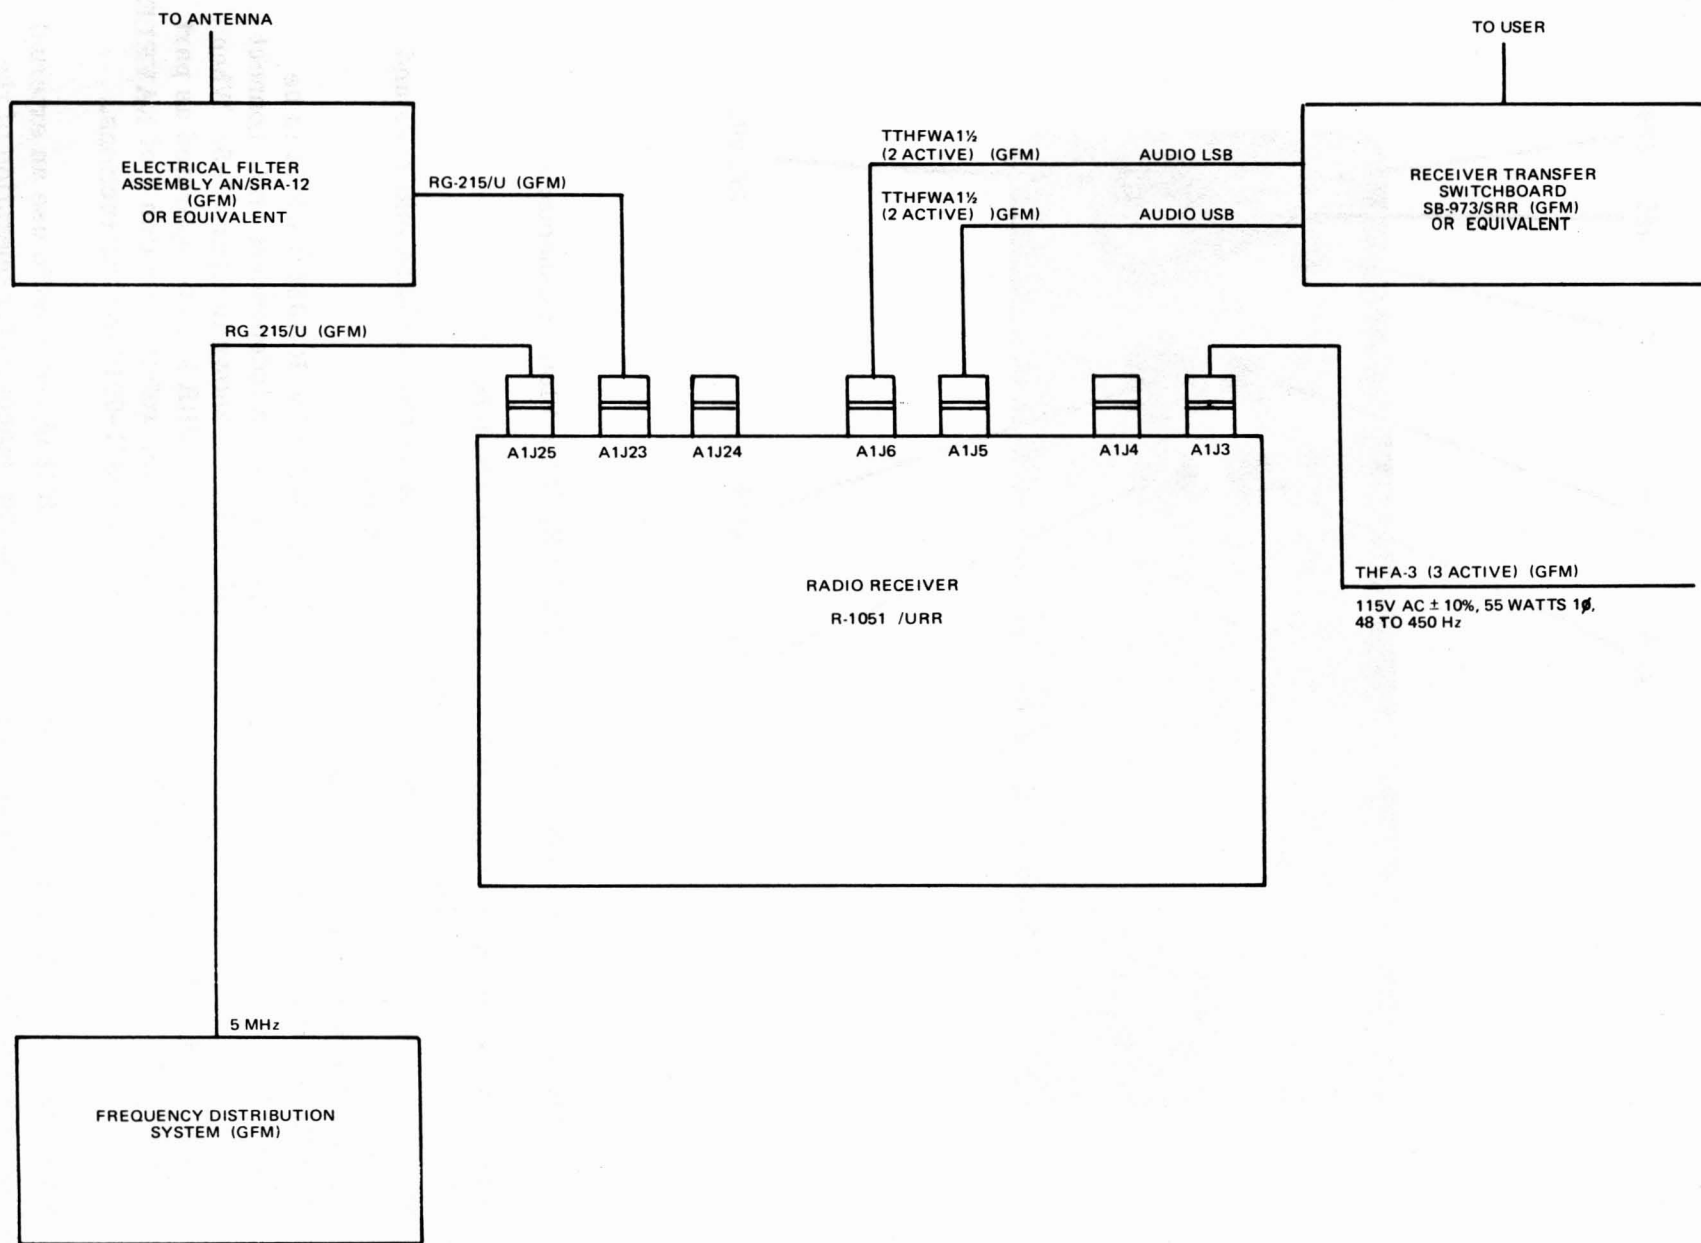 TO ANTENNA
TO USER
ELECTRICAL FILTER
ASSEMBLY AN/SRA-12
(GFM)
OR EQUIVALENT
RG-215/U (GFM)
TTHFWA1½
(2 ACTIVE) (GFM) AUDIO LSB
TTHFWA1½
(2 ACTIVE) )GFM) AUDIO USB
RECEIVER TRANSFER
SWITCHBOARD
SB-973/SRR (GFM)
OR EQUIVALENT
RG 215/U (GFM)
A1J25 A1J23 A1J24 A1J6 A1J5 A1J4 A1J3
RADIO RECEIVER
R-1051 /URR
THFA-3 (3 ACTIVE) (GFM)
115V AC ± 10%, 55 WATTS 1ø,
48 TO 450 Hz
5 MHz
FREQUENCY DISTRIBUTION
SYSTEM (GFM)